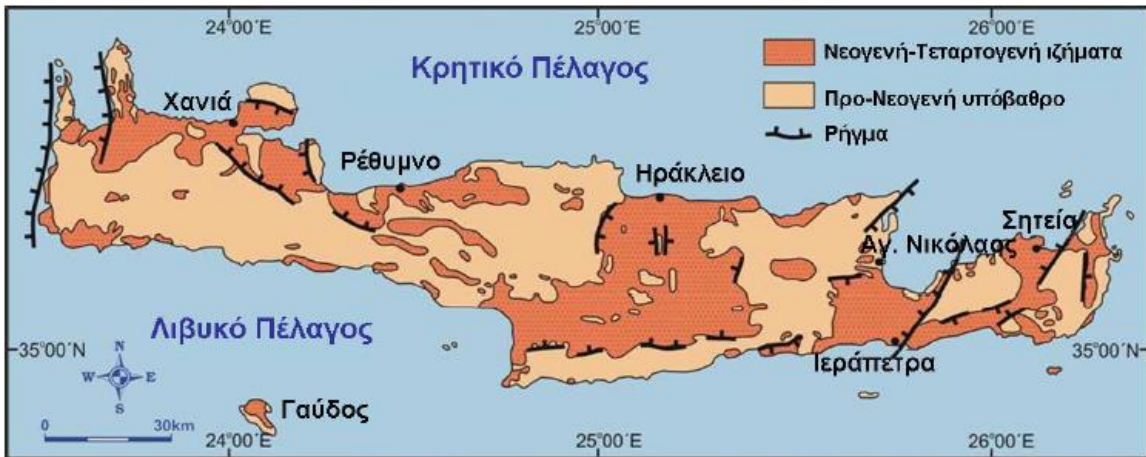 24°00΄E
25°00΄E
26°00΄E
Κρητικό Πέλαγος
Νεογενή-Τεταρτογενή ιζήματα
Προ-Νεογενή υπόβαθρο
Ρήγμα
Χανιά
Ρέθυμνο
Ηράκλειο
Σητεία
Αγ. Νικόλαος
Λιβυκό Πέλαγος
35°00΄N
35°00΄N
Ιεράπετρα
N
W
E
S
Γαύδος
0
30km
24°00΄E
25°00΄E
26°00΄E